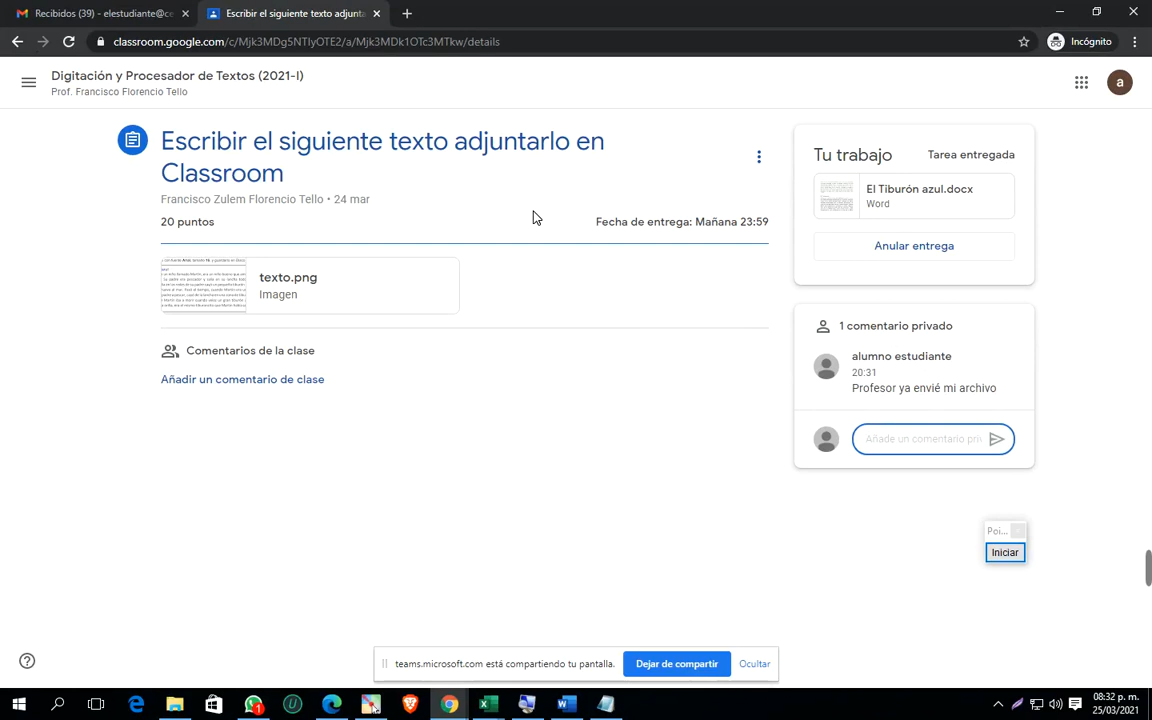 Recibidos (39) - elestudiante@ce
Escribir el siguiente texto adjunta
classroom.google.com/c/Mjk3MDg5NTIyOTE2/a/Mjk3MDk1OTc3MTkw/details
Incógnito
Digitación y Procesador de Textos (2021-I)
Prof. Francisco Florencio Tello
a
Escribir el siguiente texto adjuntarlo en
Classroom
Francisco Zulem Florencio Tello • 24 mar
20 puntos
Fecha de entrega: Mañana 23:59
texto.png
Imagen
Comentarios de la clase
Añadir un comentario de clase
Tu trabajo
Tarea entregada
El Tiburón azul.docx
Word
Anular entrega
1 comentario privado
alumno estudiante
20:31
Profesor ya envié mi archivo
Añade un comentario pri
Poi...
Iniciar
teams.microsoft.com está compartiendo tu pantalla.
Dejar de compartir
Ocultar
08:32 p. m.
25/03/2021